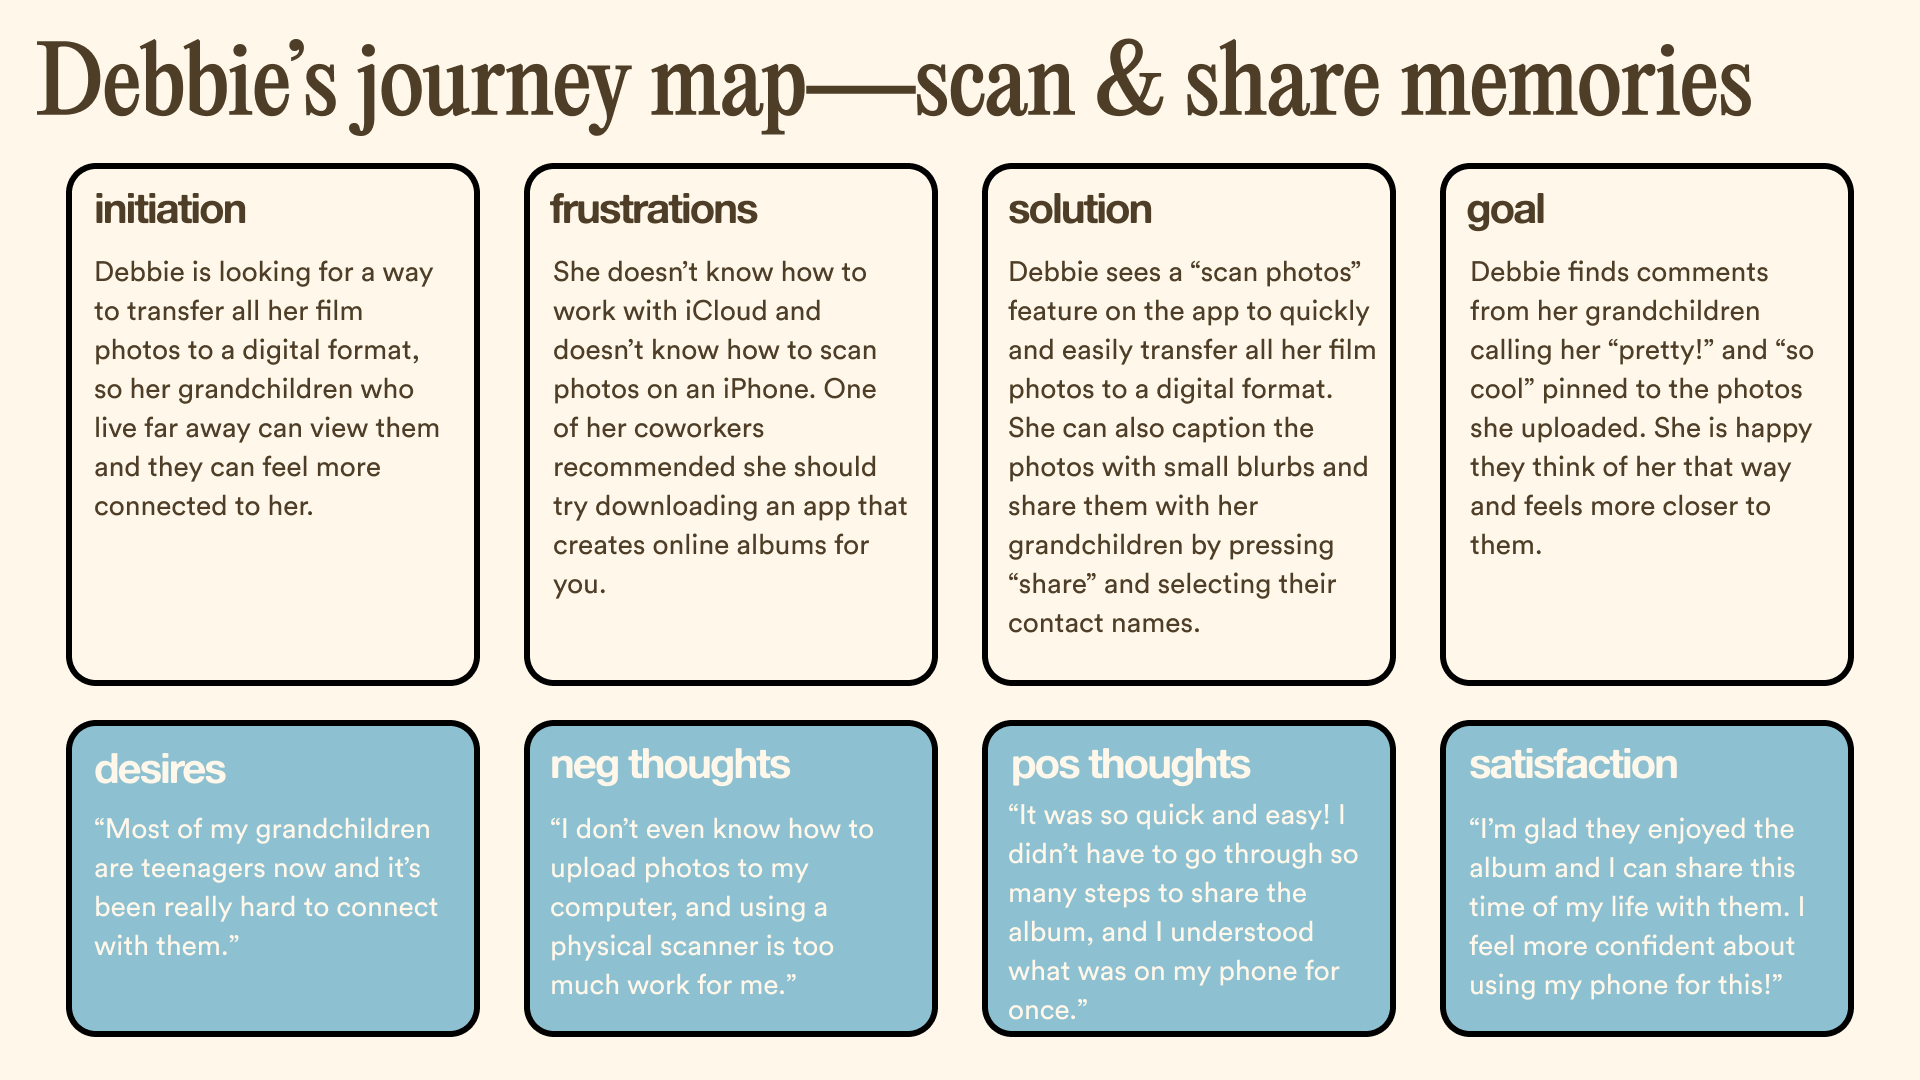 Debbie’s journey map—scan & share memories
initiation
Debbie is looking for a way
to transfer all her film
photos to a digital format,
so her grandchildren who
live far away can view them
and they can feel more
connected to her.
frustrations
She doesn’t know how to
work with iCloud and
doesn’t know how to scan
photos on an iPhone. One
of her coworkers
recommended she should
try downloading an app that
creates online albums for
you.
solution
Debbie sees a “scan photos”
feature on the app to quickly
and easily transfer all her film
photos to a digital format.
She can also caption the
photos with small blurbs and
share them with her
grandchildren by pressing
“share” and selecting their
contact names.
goal
Debbie finds comments
from her grandchildren
calling her “pretty!” and “so
cool” pinned to the photos
she uploaded. She is happy
they think of her that way
and feels more closer to
them.
desires
“Most of my grandchildren
are teenagers now and it’s
been really hard to connect
with them.”
neg thoughts
“I don’t even know how to
upload photos to my
computer, and using a
physical scanner is too
much work for me.”
pos thoughts
“It was so quick and easy! I
didn’t have to go through so
many steps to share the
album, and I understood
what was on my phone for
once.”
satisfaction
“I’m glad they enjoyed the
album and I can share this
time of my life with them. I
feel more confident about
using my phone for this!”